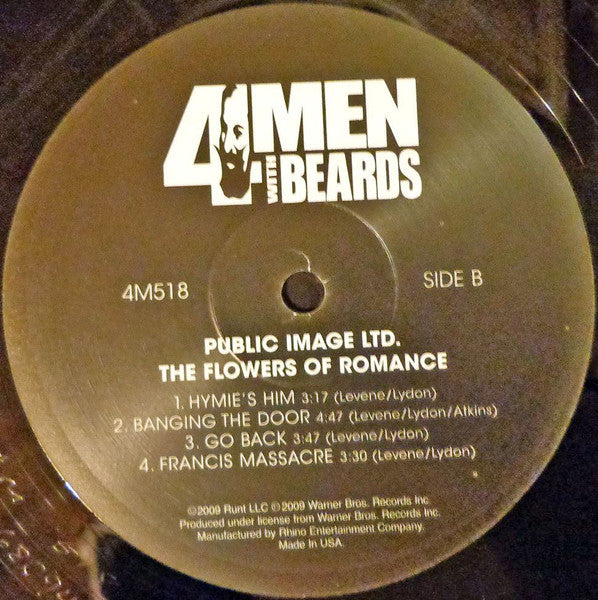 4 MEN
WITH BEARDS
4M518
SIDE B
PUBLIC IMAGE LTD.
THE FLOWERS OF ROMANCE
1. HYMIE'S HIM 3:17 (Levene/Lydon)
2. BANGING THE DOOR 4:47 (Levene/Lydon/Atkins)
3. GO BACK 3:47 (Levene/Lydon)
4. FRANCIS MASSACRE 3:30 (Levene/Lydon)
©2009 Runt LLC ℗2009 Warner Bros. Records Inc.
Produced under license from Warner Bros. Records Inc.
Manufactured by Rhino Entertainment Company.
Made In USA.